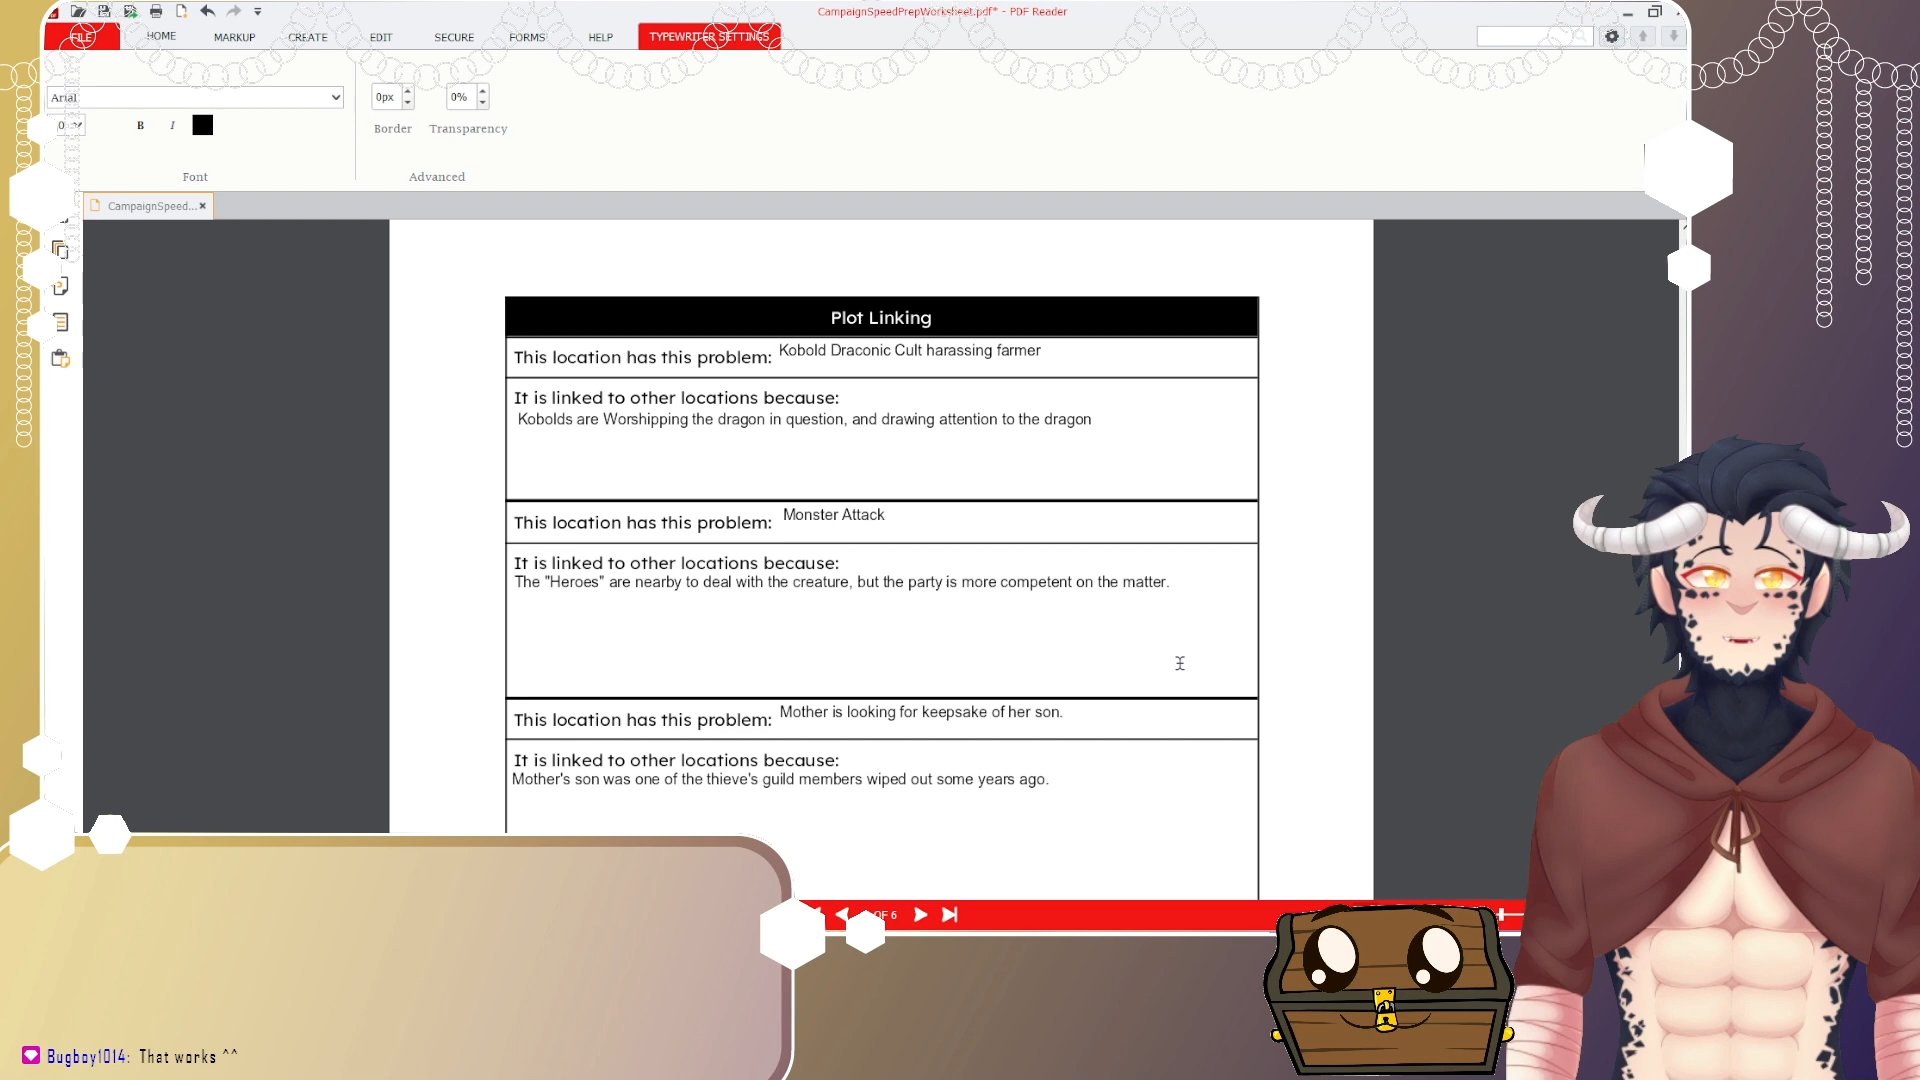 CampaignSpeedPrepWorksheet.pdf* - PDF Reader
FILE HOME MARKUP CREATE EDIT SECURE FORMS HELP TYPEWRITER SETTINGS
Arial
0px 0%
B I
Border Transparency
Font Advanced
CampaignSpeed...
Plot Linking
This location has this problem: Kobold Draconic Cult harassing farmer
It is linked to other locations because:
Kobolds are Worshipping the dragon in question, and drawing attention to the dragon
This location has this problem: Monster Attack
It is linked to other locations because:
The "Heroes" are nearby to deal with the creature, but the party is more competent on the matter.
This location has this problem: Mother is looking for keepsake of her son.
It is linked to other locations because:
Mother's son was one of the thieve's guild members wiped out some years ago.
OF 6
Bugboy1014: That works ^^